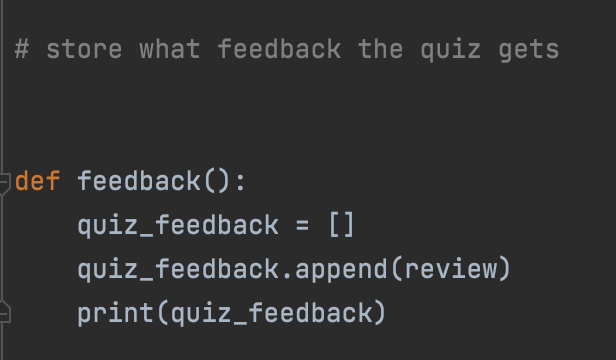 # store what feedback the quiz gets
def feedback():
    quiz_feedback = []
    quiz_feedback.append(review)
    print(quiz_feedback)